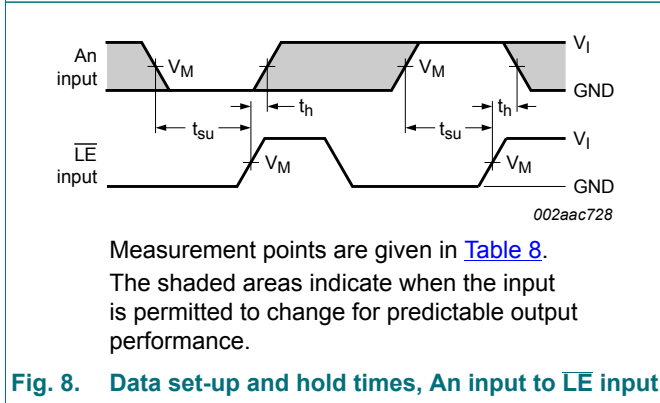 An
input
V_M
V_M
V_I
GND
t_h
t_h
t_su
t_su
L̅E̅
input
V_M
V_M
V_I
GND
002aac728
Measurement points are given in Table 8.
The shaded areas indicate when the input
is permitted to change for predictable output
performance.
Fig. 8. Data set-up and hold times, An input to L̅E̅ input